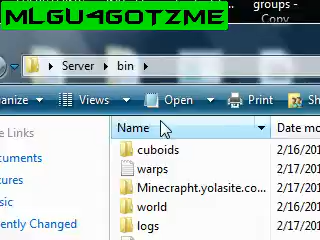 MLGU4GOTZME
groups -
Copy
Server
bin
anize
Views
Open
Print
Sh
Name
Date mo
e Links
cuments
tures
sic
ently Changed
cuboids
2/16/201
warps
2/17/201
Minecrapht.yolasite.co...
2/17/201
world
2/16/201
logs
2/17/201